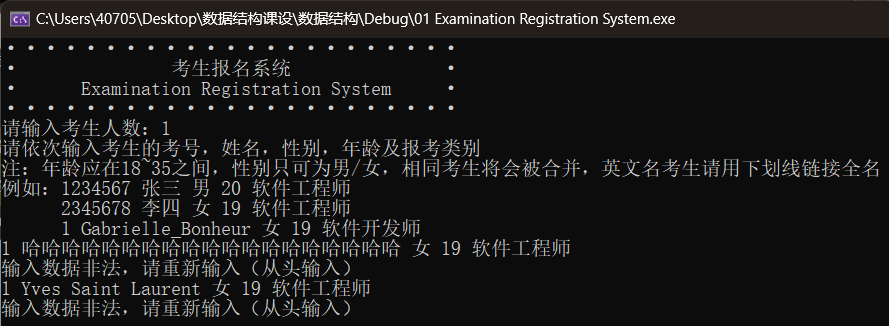 C:\Users\40705\Desktop\数据结构课设\数据结构\Debug\01 Examination Registration System.exe
考生报名系统
Examination Registration System
请输入考生人数：1
请依次输入考生的考号，姓名，性别，年龄及报考类别
注：年龄应在18~35之间，性别只可为男/女，相同考生将会被合并，英文名考生请用下划线链接全名
例如：1234567 张三 男 20 软件工程师
2345678 李四 女 19 软件工程师
1 Gabrielle_Bonheur 女 19 软件开发师
1 哈哈哈哈哈哈哈哈哈哈哈哈哈哈哈哈哈哈哈 女 19 软件工程师
输入数据非法，请重新输入（从头输入）
1 Yves Saint Laurent 女 19 软件工程师
输入数据非法，请重新输入（从头输入）